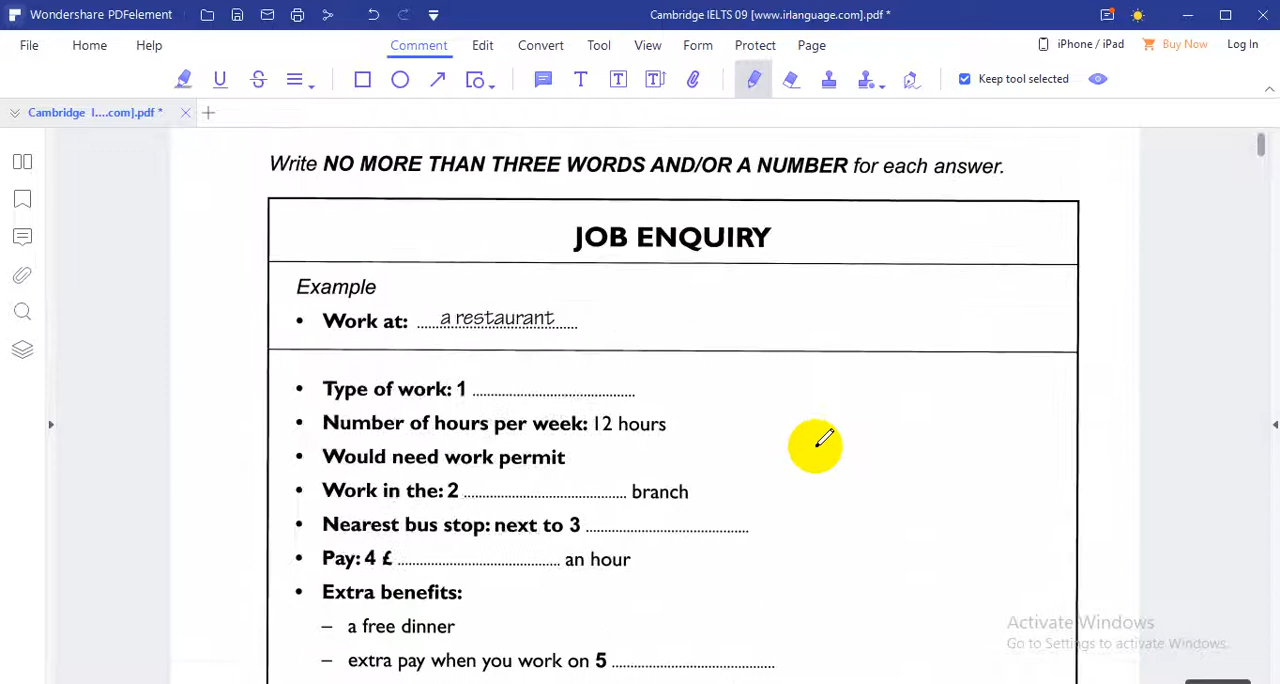 Wondershare PDFelement
Cambridge IELTS 09 [www.irlanguage.com].pdf *
File Home Help Comment Edit Convert Tool View Form Protect Page iPhone / iPad Buy Now Log In
Keep tool selected
Cambridge I....com].pdf *
Write NO MORE THAN THREE WORDS AND/OR A NUMBER for each answer.
JOB ENQUIRY
Example
• Work at: a restaurant
• Type of work: 1 ..............................
• Number of hours per week: 12 hours
• Would need work permit
• Work in the: 2 .............................. branch
• Nearest bus stop: next to 3 ..............................
• Pay: 4 £ .............................. an hour
• Extra benefits:
– a free dinner
– extra pay when you work on 5 ..............................
Activate Windows
Go to Settings to activate Windows.